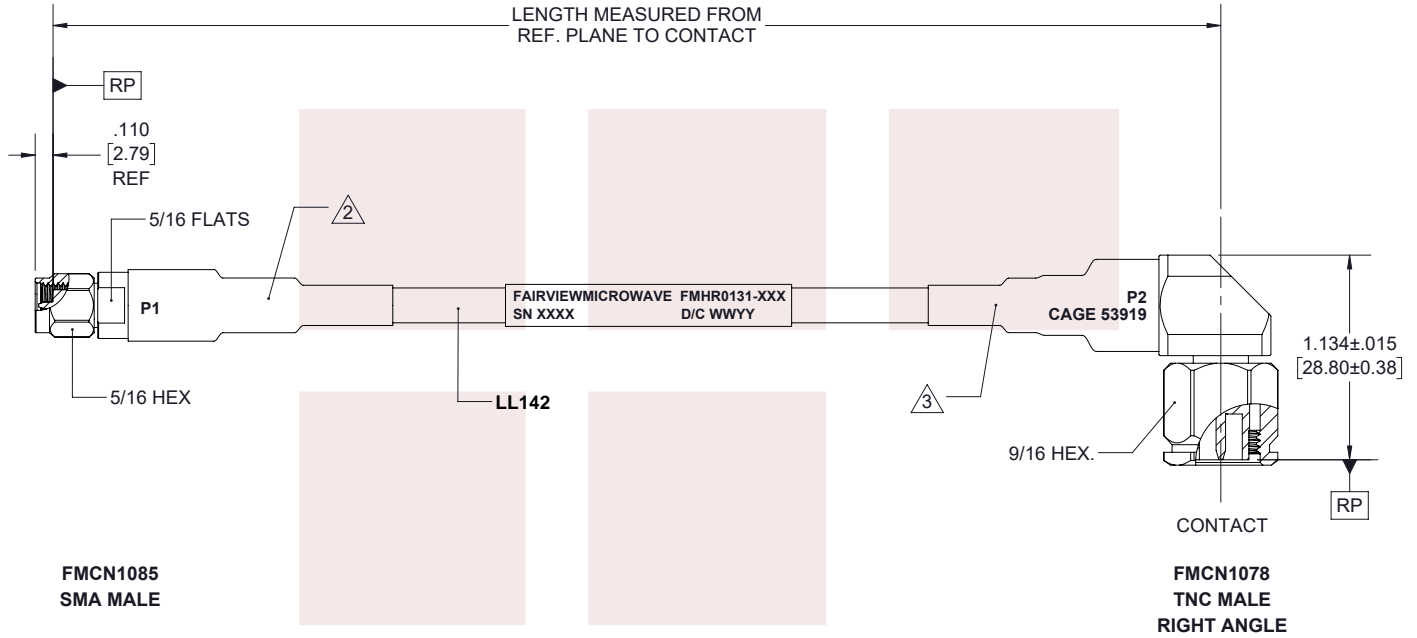 LENGTH MEASURED FROM
REF. PLANE TO CONTACT
RP
.110
[2.79]
REF
5/16 FLATS
2
P1
FAIRVIEWMICROWAVE FMHR0131-XXX
SN XXXX D/C WWYY
P2
CAGE 53919
1.134±.015
[28.80±0.38]
5/16 HEX
LL142
3
9/16 HEX.
RP
CONTACT
FMCN1085
SMA MALE
FMCN1078
TNC MALE
RIGHT ANGLE